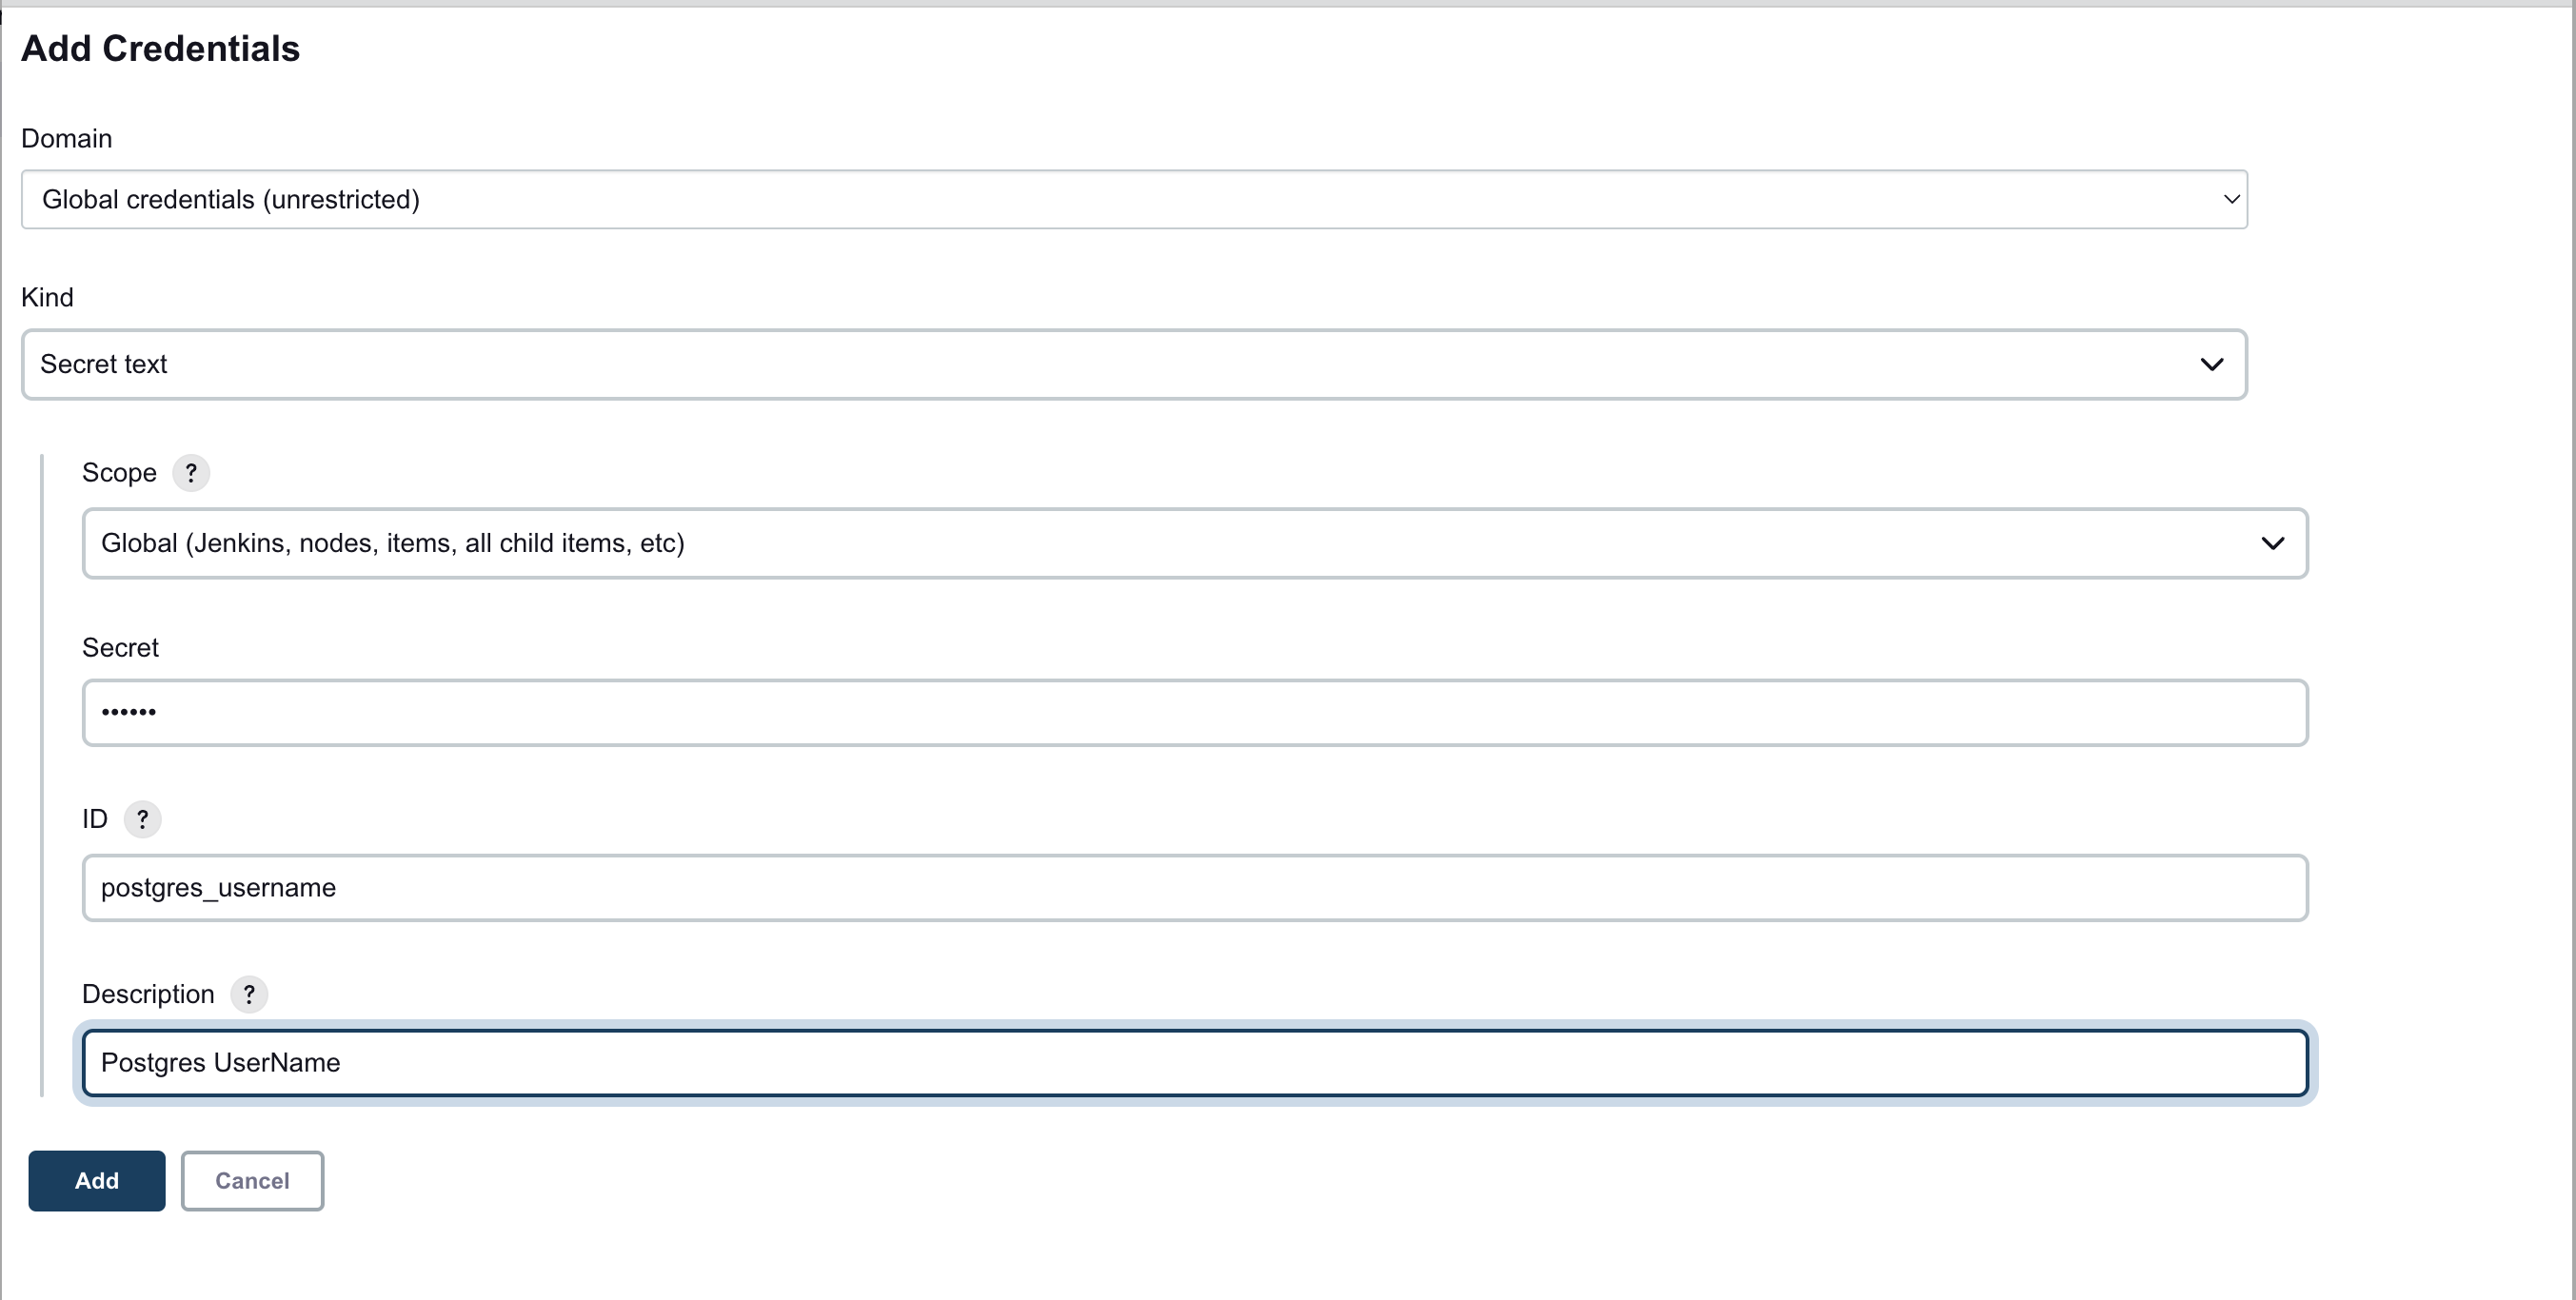 Add Credentials
Domain
Global credentials (unrestricted)
Kind
Secret text
Scope ?
Global (Jenkins, nodes, items, all child items, etc)
Secret
••••••
ID ?
postgres_username
Description ?
Postgres UserName
Add Cancel